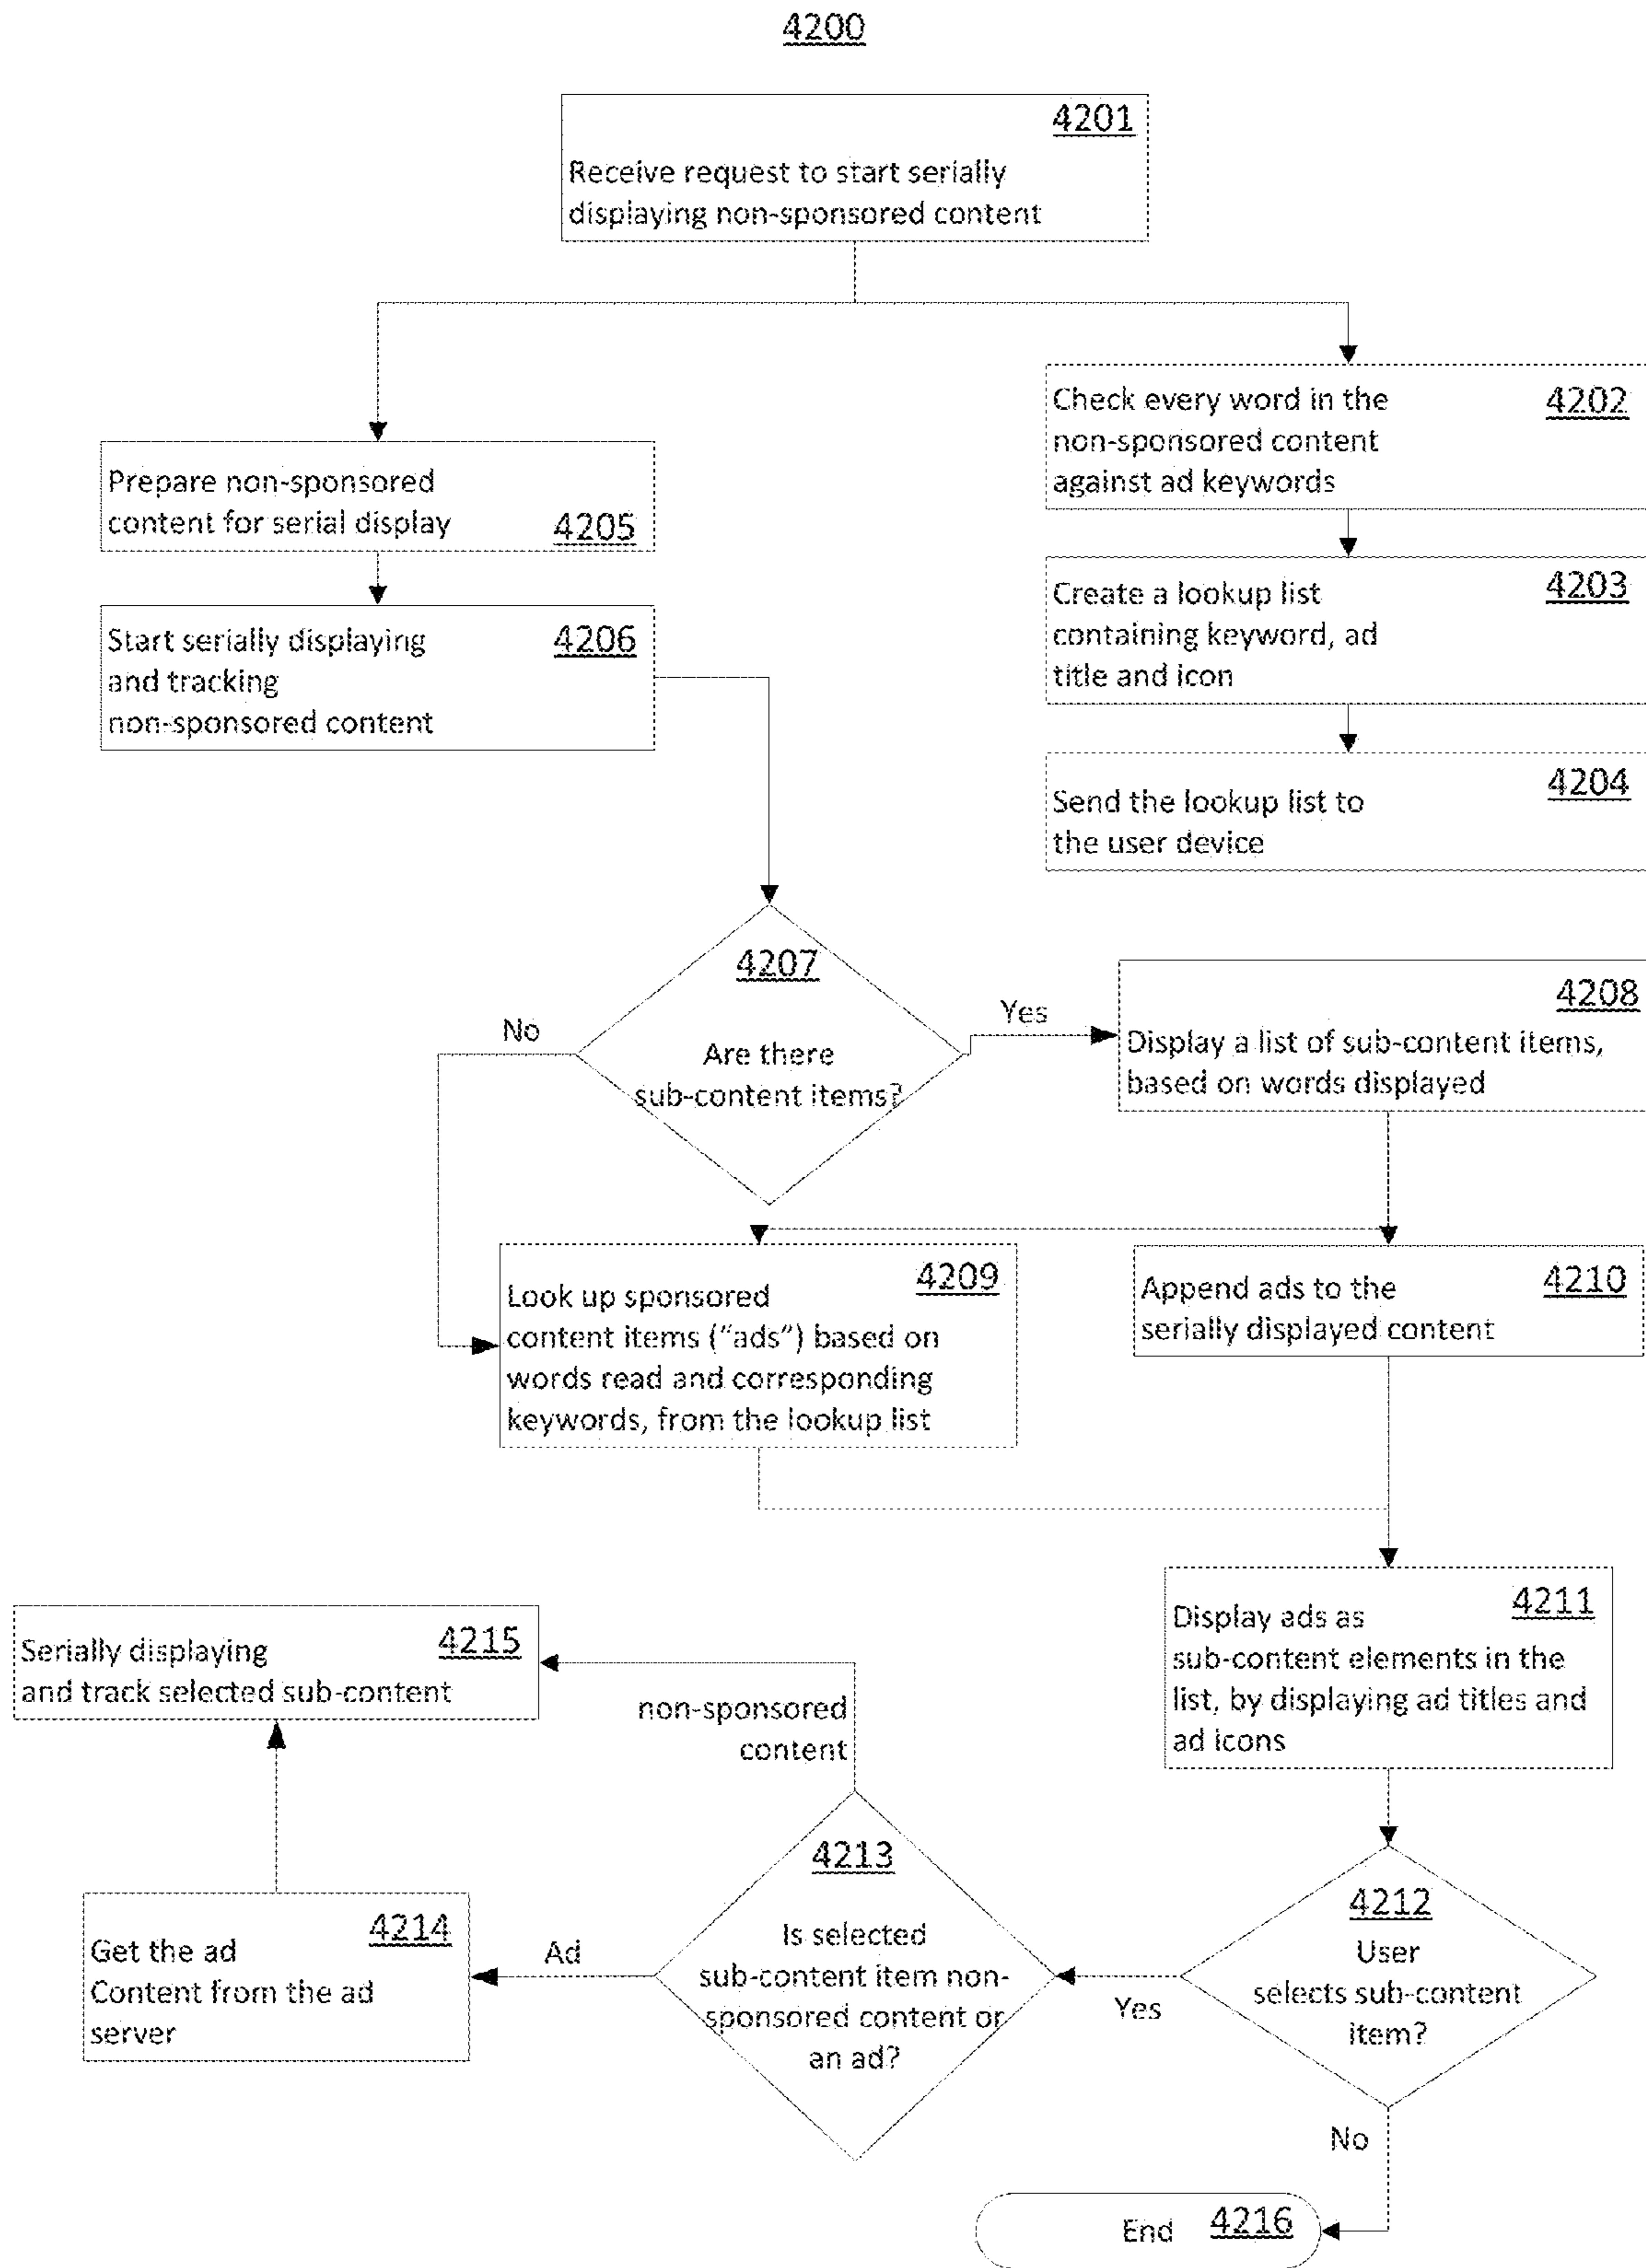 4200
4201
Receive request to start serially
displaying non-sponsored content
Check every word in the
non-sponsored content
against ad keywords
4202
Prepare non-sponsored
content for serial display
4205
Create a lookup list
containing keyword, ad
title and icon
4203
Start serially displaying
and tracking
non-sponsored content
4206
4204
Send the lookup list to
the user device
4207
Are there
sub-content items?
No
Yes
4208
Display a list of sub-content items,
based on words displayed
4209
Look up sponsored
content items ("ads") based on
words read and corresponding
keywords, from the lookup list
4210
Append ads to the
serially displayed content
4211
Display ads as
sub-content elements in the
list, by displaying ad titles and
ad icons
4215
Serially displaying
and track selected sub-content
non-sponsored
content
4213
Is selected
sub-content item non-
sponsored content or
an ad?
4212
User
selects sub-content
item?
4214
Get the ad
Content from the ad
server
Ad
Yes
No
End 4216